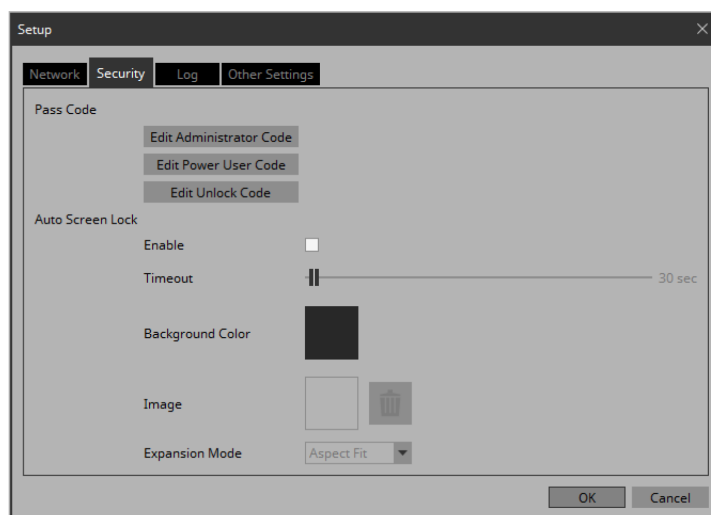 Setup
Network Security Log Other Settings
Pass Code
Edit Administrator Code
Edit Power User Code
Edit Unlock Code
Auto Screen Lock
Enable
Timeout 30 sec
Background Color
Image
Expansion Mode Aspect Fit
OK Cancel